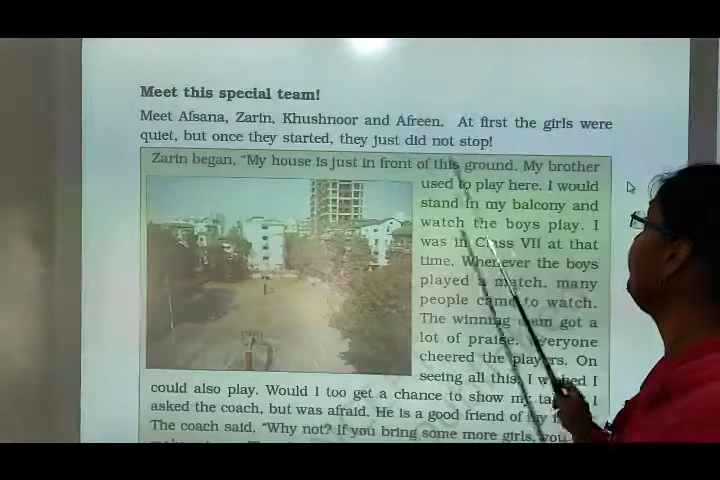 Meet this special team!
Meet Afsana, Zarin, Khushnoor and Afreen. At first the girls were
quiet, but once they started, they just did not stop!
Zarin began, "My house is just in front of this ground. My brother
used to play here. I would
stand in my balcony and
watch the boys play. I
was in Class VII at that
time. Whenever the boys
played a match, many
people came to watch.
The winning team got a
lot of praise. Everyone
cheered the players. On
seeing all this, I wished I
could also play. Would I too get a chance to show my I
asked the coach, but was afraid. He is a good friend of my
The coach said, "Why not? If you bring some more girls, you